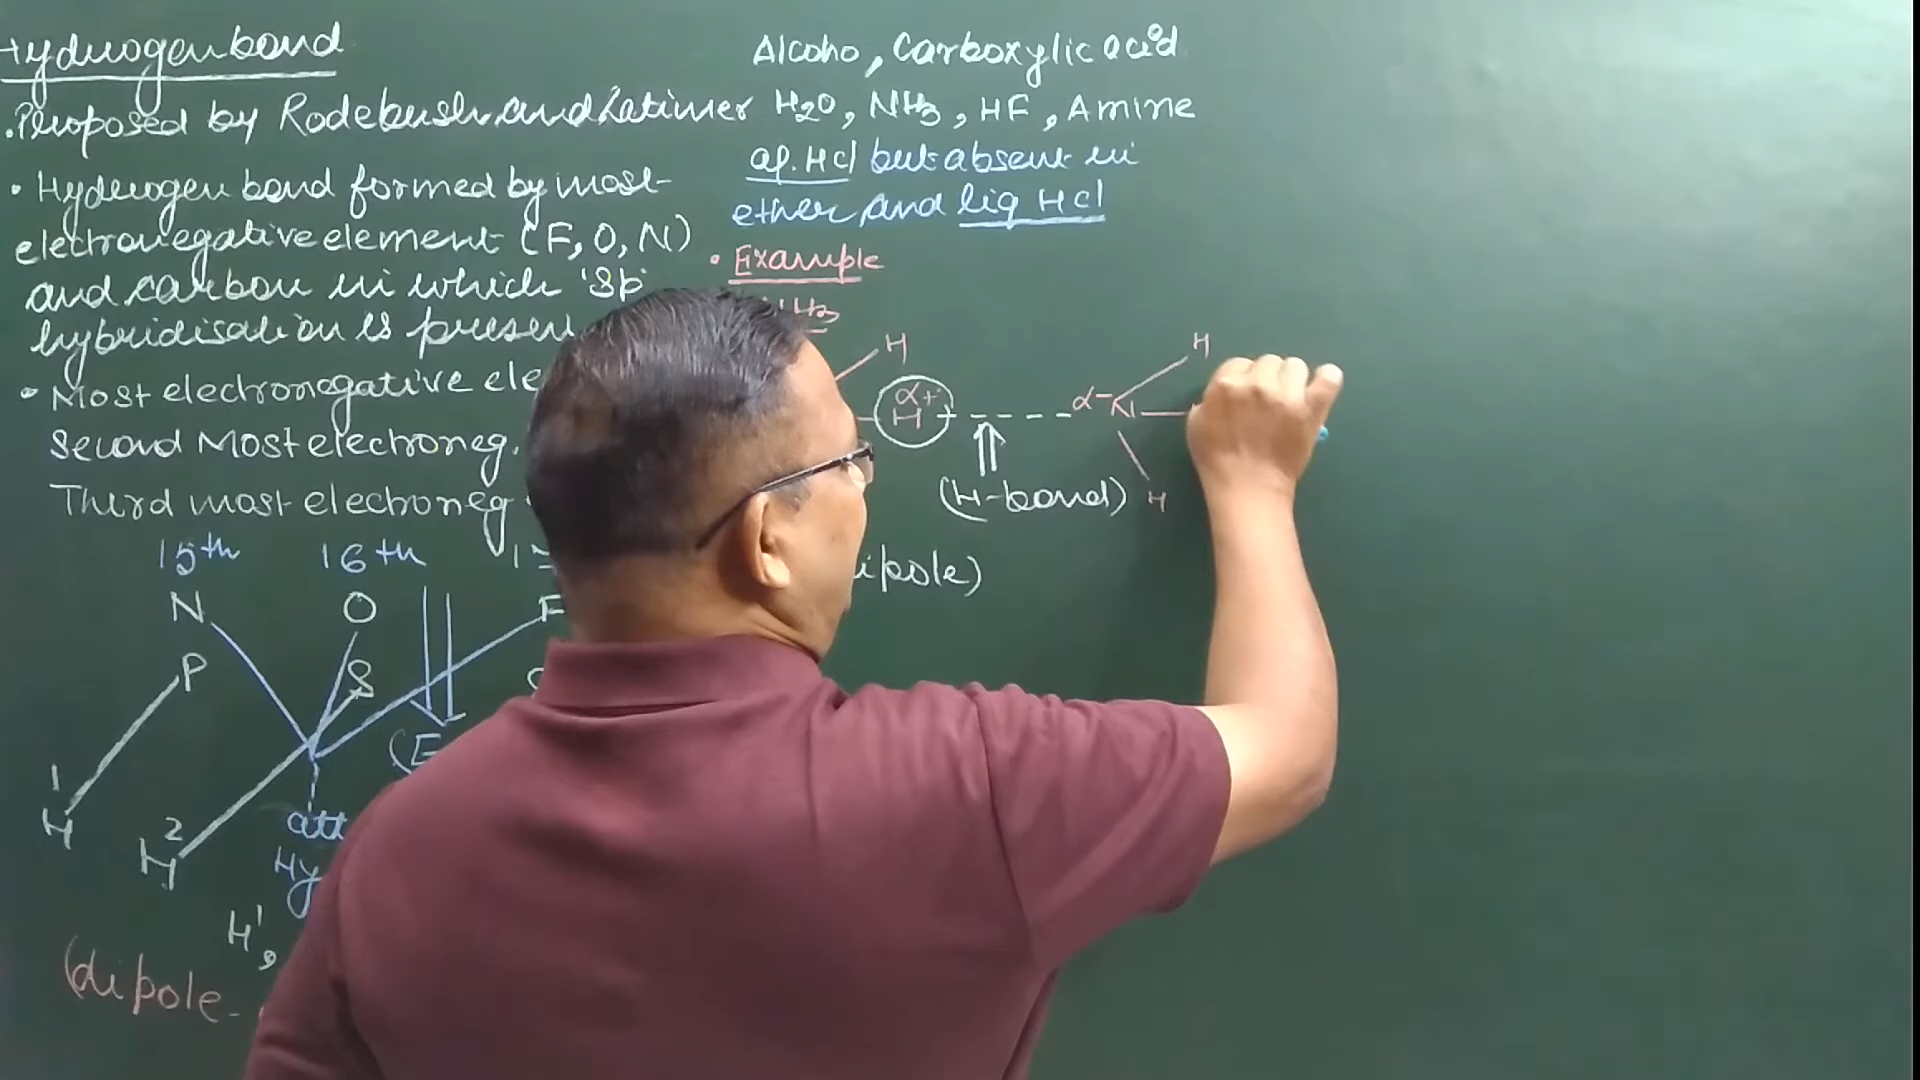 Hydrogen bond
. Proposed by Rodebush and Latimer
• Hydrogen bond formed by most
electronegative element (F, O, N)
and carbon in which 'Sp'
hybridisation is present
• Most electronegative ele
Second Most electroneg.
Third most electroneg
15th 16th
N O F
P S
1
H
2
H
(E
att
Hy
H',
(dipole-
Alcoho, Carboxylic acid
H2O, NH3, HF, Amine
aq. HCl but absent in
ether and liq HCl
• Example
H3
H H
α+
H - - - - - α- N
(H-bond) H
ipole)